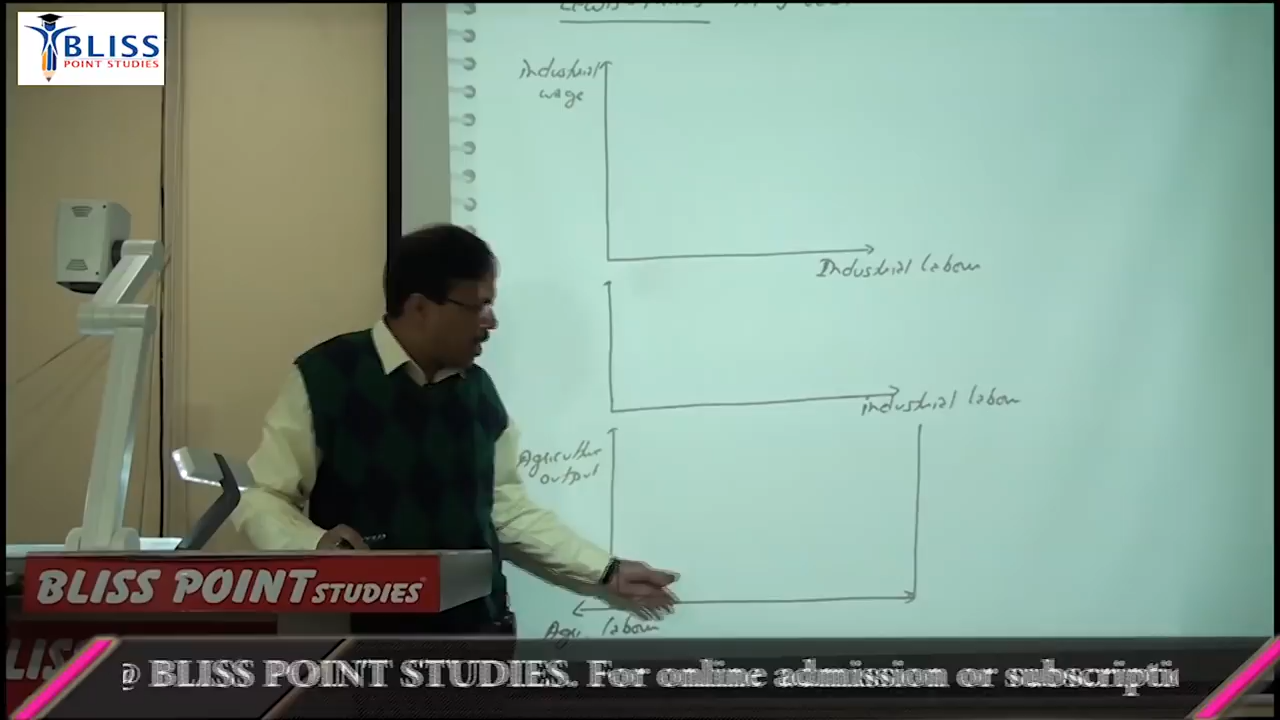 BLISS
POINT STUDIES
industrial
wage
Industrial labour
industrial labour
Agriculture
output
Agri. labour
BLISS POINT STUDIES
@ BLISS POINT STUDIES. For online admission or subscripti